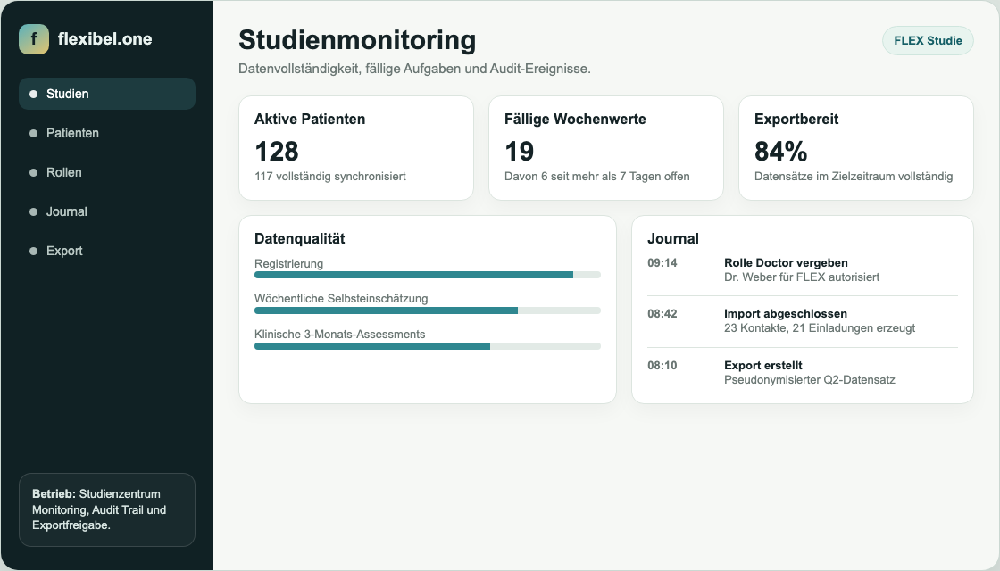 f flexibel.one
Studien
Patienten
Rollen
Journal
Export
Betrieb: Studienzentrum
Monitoring, Audit Trail und
Exportfreigabe.
Studienmonitoring
Datenvollständigkeit, fällige Aufgaben und Audit-Ereignisse.
FLEX Studie
Aktive Patienten
128
117 vollständig synchronisiert
Fällige Wochenwerte
19
Davon 6 seit mehr als 7 Tagen offen
Exportbereit
84%
Datensätze im Zielzeitraum vollständig
Datenqualität
Registrierung
Wöchentliche Selbsteinschätzung
Klinische 3-Monats-Assessments
Journal
09:14 Rolle Doctor vergeben
Dr. Weber für FLEX autorisiert
08:42 Import abgeschlossen
23 Kontakte, 21 Einladungen erzeugt
08:10 Export erstellt
Pseudonymisierter Q2-Datensatz